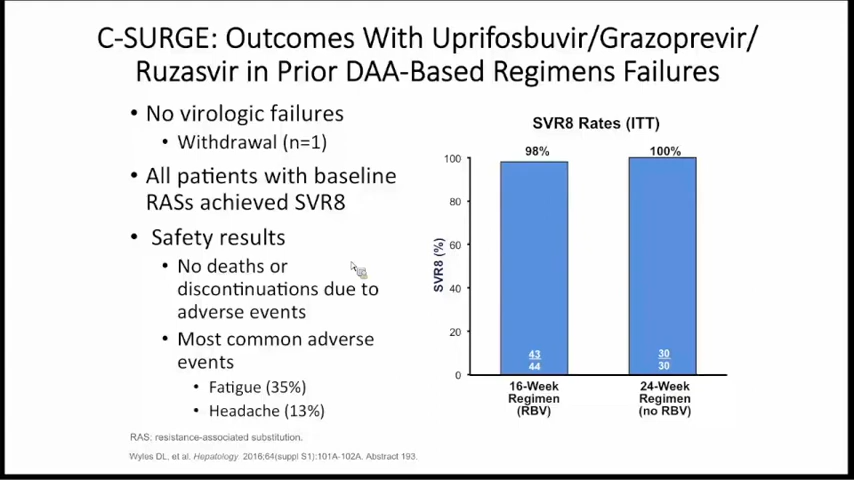 C-SURGE: Outcomes With Uprifosbuvir/Grazoprevir/
Ruzasvir in Prior DAA-Based Regimens Failures
• No virologic failures
• Withdrawal (n=1)
• All patients with baseline
RASs achieved SVR8
• Safety results
• No deaths or
discontinuations due to
adverse events
• Most common adverse
events
• Fatigue (35%)
• Headache (13%)
SVR8 Rates (ITT)
98%
100%
SVR8 (%)
100
80
60
40
20
0
43
44
30
30
16-Week
Regimen
(RBV)
24-Week
Regimen
(no RBV)
RAS: resistance-associated substitution.
Wyles DL, et al. Hepatology 2016;64(suppl S1):101A-102A. Abstract 193.